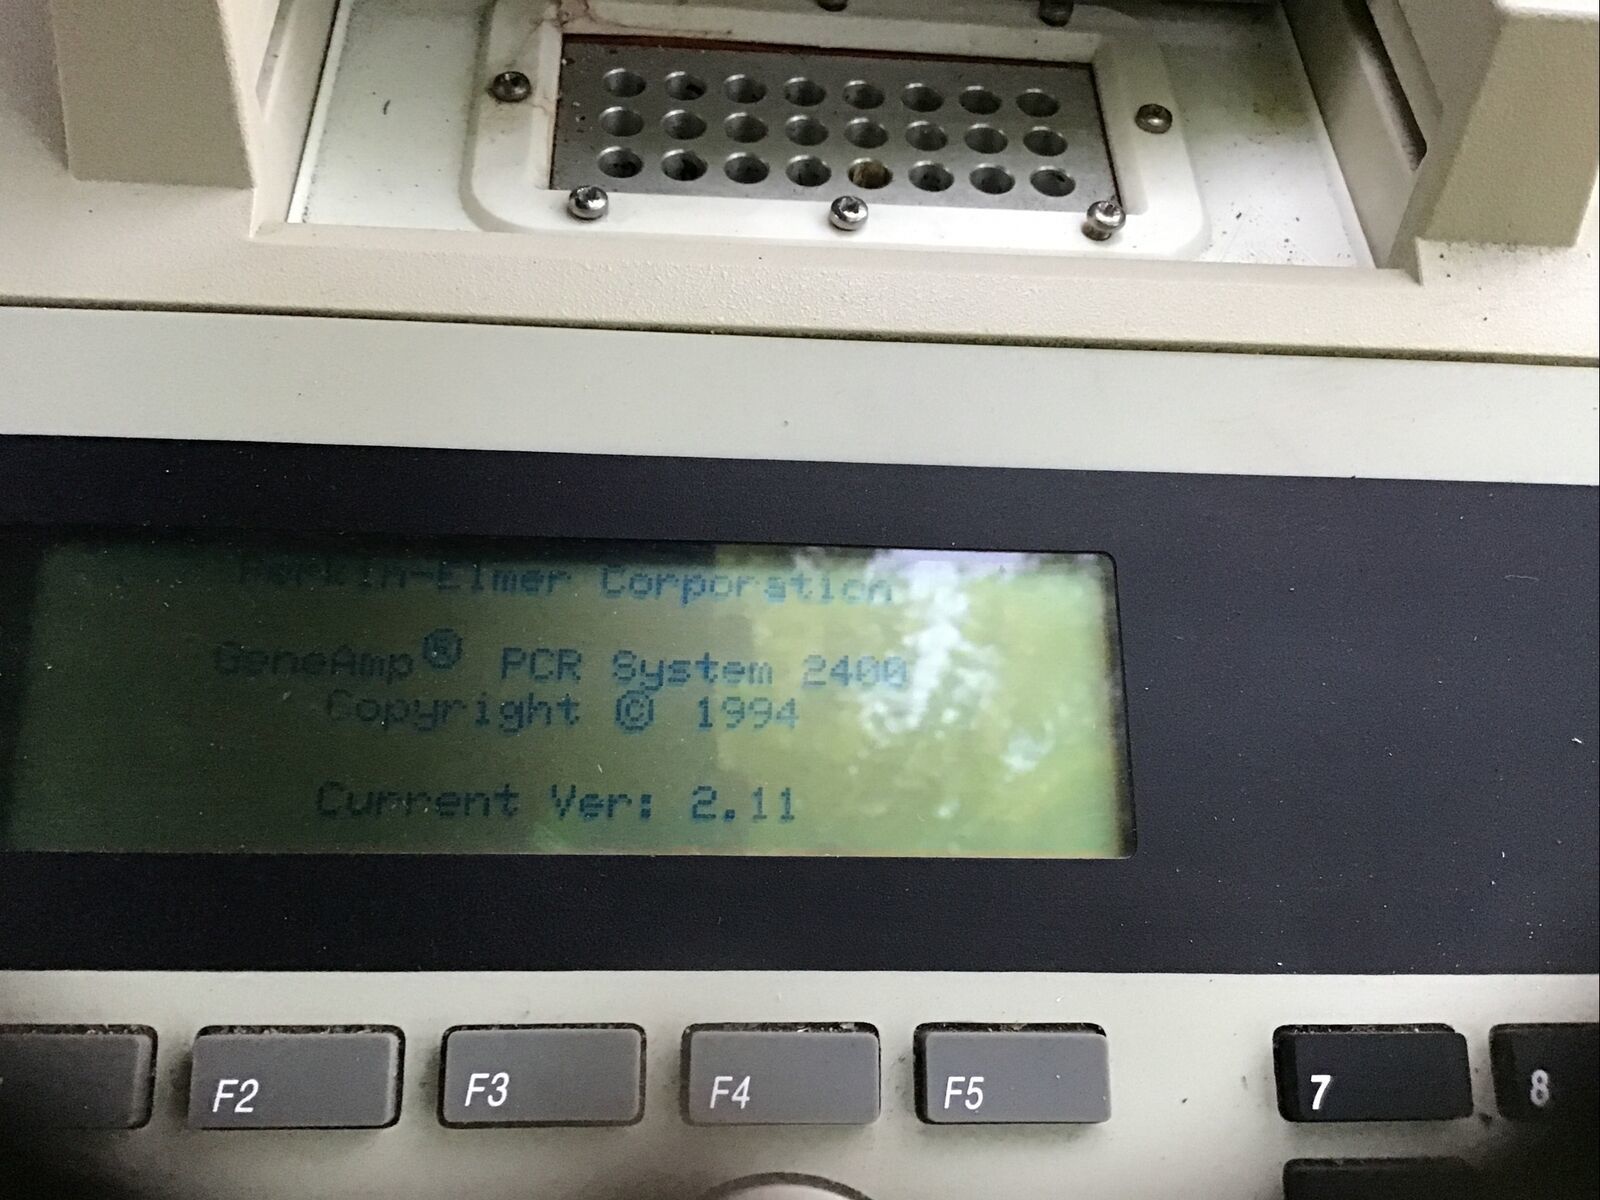 Perkin-Elmer Corporation
GeneAmp® PCR System 2400
Copyright © 1994
Current Ver: 2.11
F2 F3 F4 F5 7 8